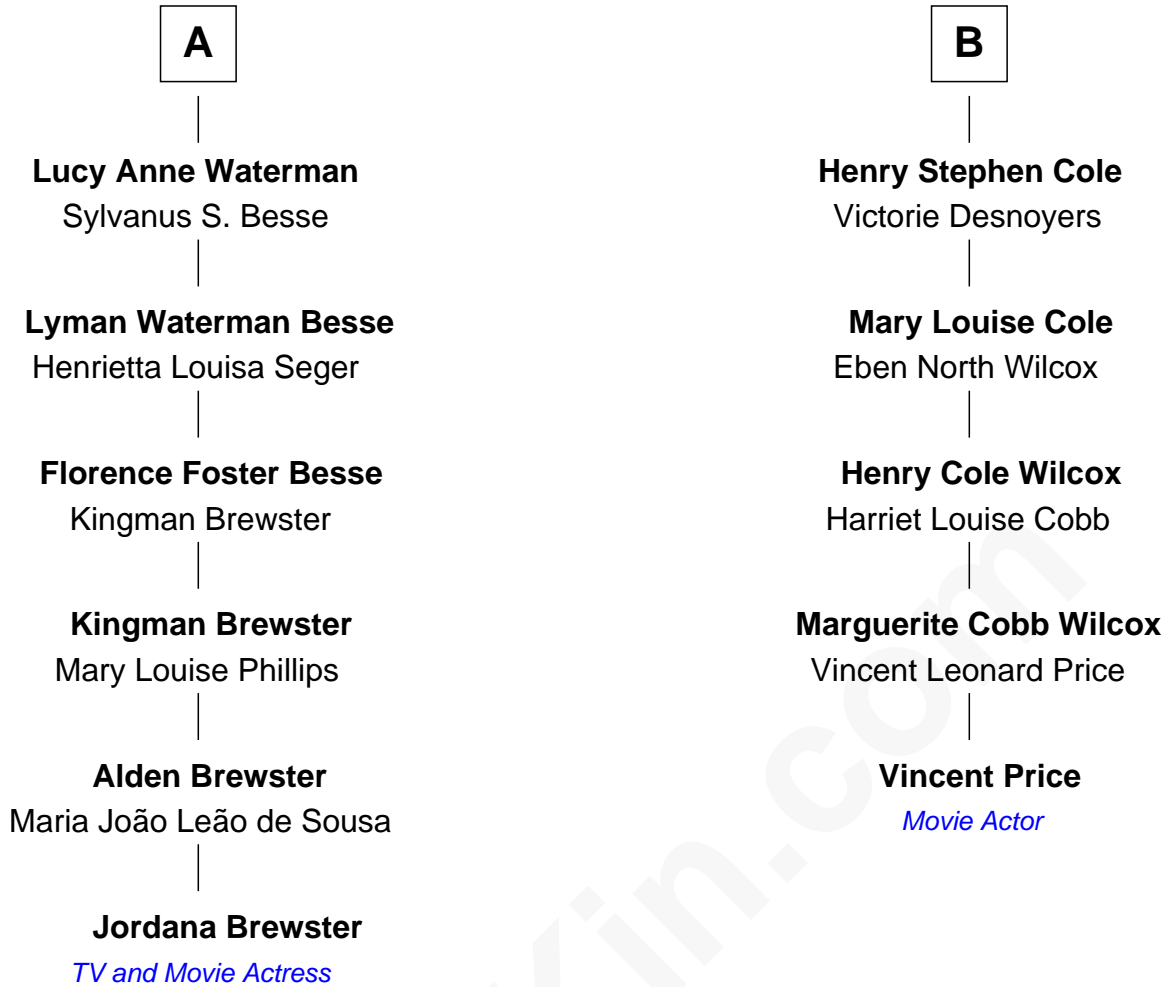 A
Lucy Anne Waterman
Sylvanus S. Besse
Lyman Waterman Besse
Henrietta Louisa Seger
Florence Foster Besse
Kingman Brewster
Kingman Brewster
Mary Louise Phillips
Alden Brewster
Maria João Leão de Sousa
Jordana Brewster
TV and Movie Actress
B
Henry Stephen Cole
Victorie Desnoyers
Mary Louise Cole
Eben North Wilcox
Henry Cole Wilcox
Harriet Louise Cobb
Marguerite Cobb Wilcox
Vincent Leonard Price
Vincent Price
Movie Actor
Kin.com